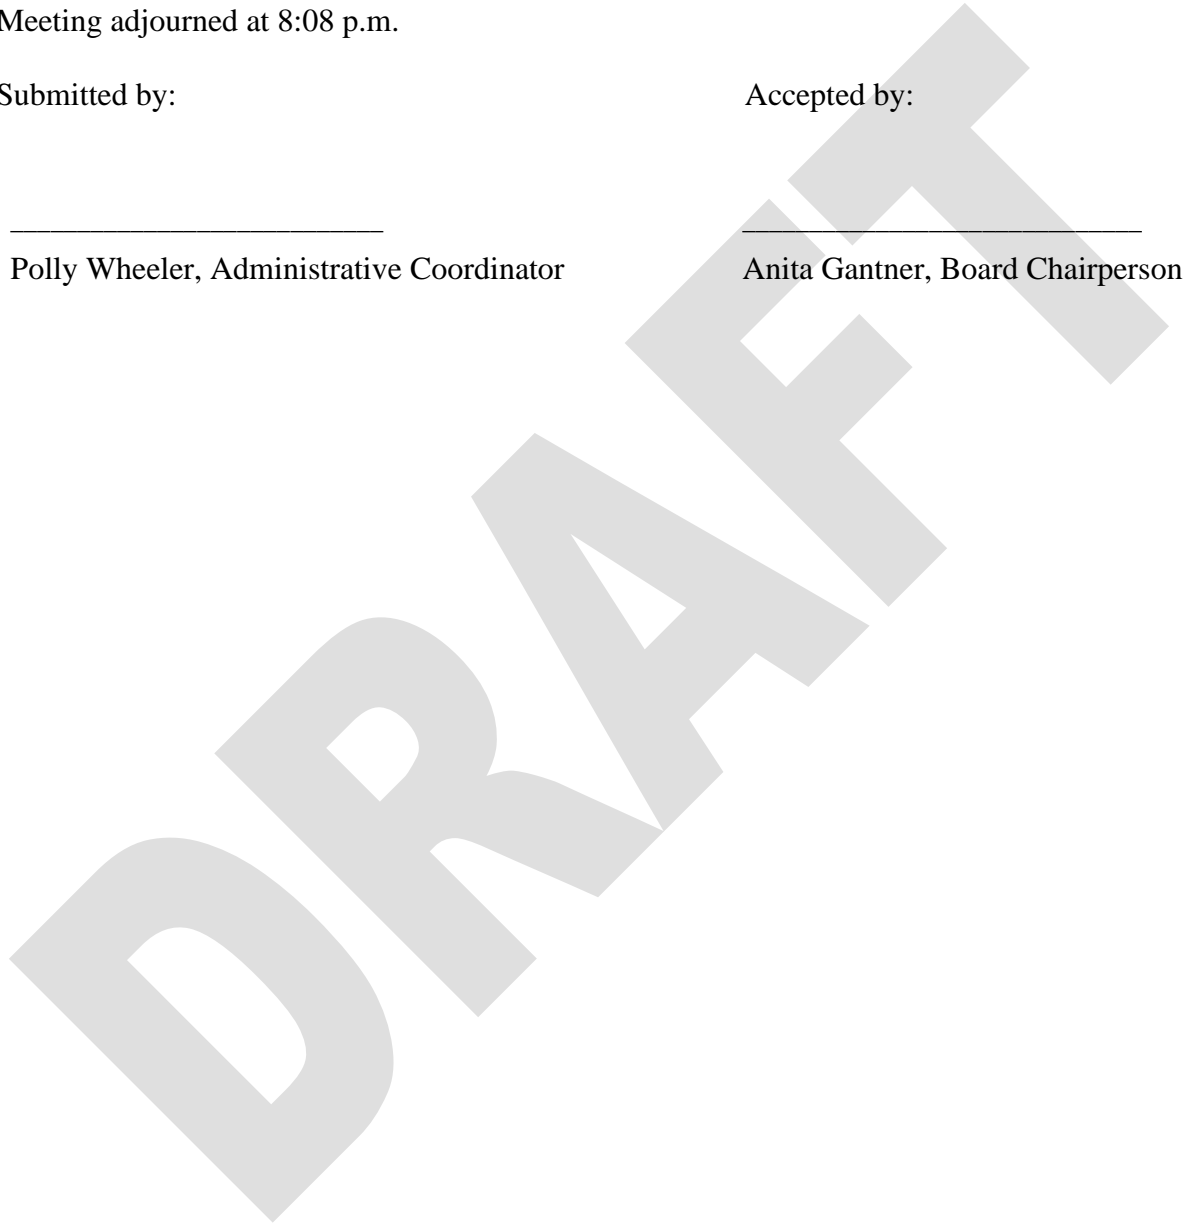 Meeting adjourned at 8:08 p.m.
Submitted by: Accepted by:
Polly Wheeler, Administrative Coordinator Anita Gantner, Board Chairperson
DRAFT